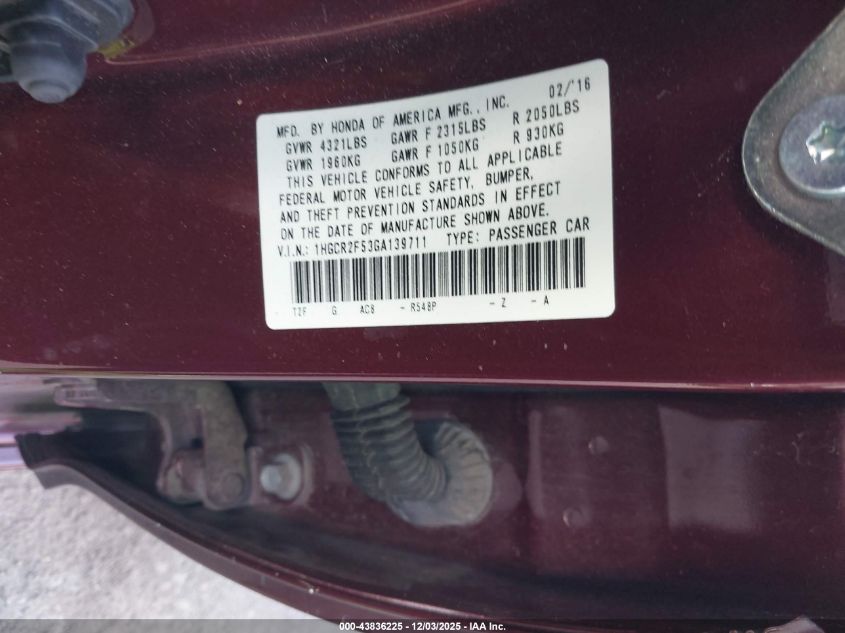 MFD. BY HONDA OF AMERICA MFG., INC. 02/'16
GVWR 4321LBS GAWR F 2315LBS R 2050LBS
GVWR 1960KG GAWR F 1050KG R 930KG
THIS VEHICLE CONFORMS TO ALL APPLICABLE
FEDERAL MOTOR VEHICLE SAFETY, BUMPER,
AND THEFT PREVENTION STANDARDS IN EFFECT
ON THE DATE OF MANUFACTURE SHOWN ABOVE.
V.I.N.: 1HGCR2F53GA139711 TYPE: PASSENGER CAR
T2F G AC8 - R548P - Z - A
000-43836225 - 12/03/2025 - IAA Inc.